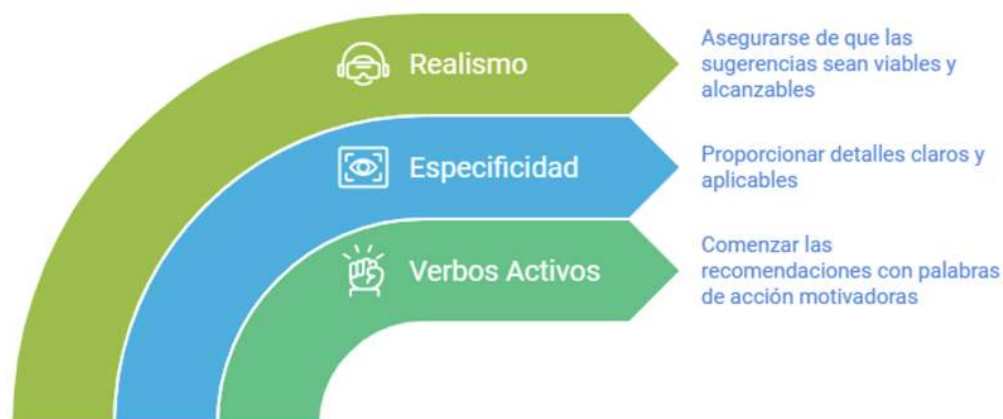 Realismo
Asegurarse de que las
sugerencias sean viables y
alcanzables
Especificidad
Proporcionar detalles claros y
aplicables
Verbos Activos
Comenzar las
recomendaciones con palabras
de acción motivadoras